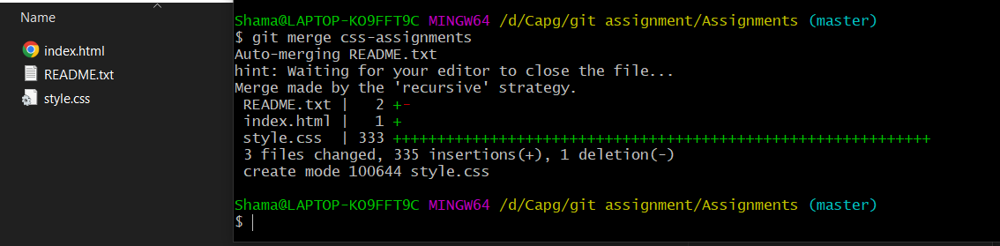 Name
index.html
README.txt
style.css
Shama@LAPTOP-KO9FFT9C MINGW64 /d/Capg/git assignment/Assignments (master)
$ git merge css-assignments
Auto-merging README.txt
hint: Waiting for your editor to close the file...
Merge made by the 'recursive' strategy.
 README.txt |   2 +-
 index.html |   1 +
 style.css  | 333 +++++++++++++++++++++++++++++++++++++++++++++++++++++++++++++
 3 files changed, 335 insertions(+), 1 deletion(-)
 create mode 100644 style.css
Shama@LAPTOP-KO9FFT9C MINGW64 /d/Capg/git assignment/Assignments (master)
$